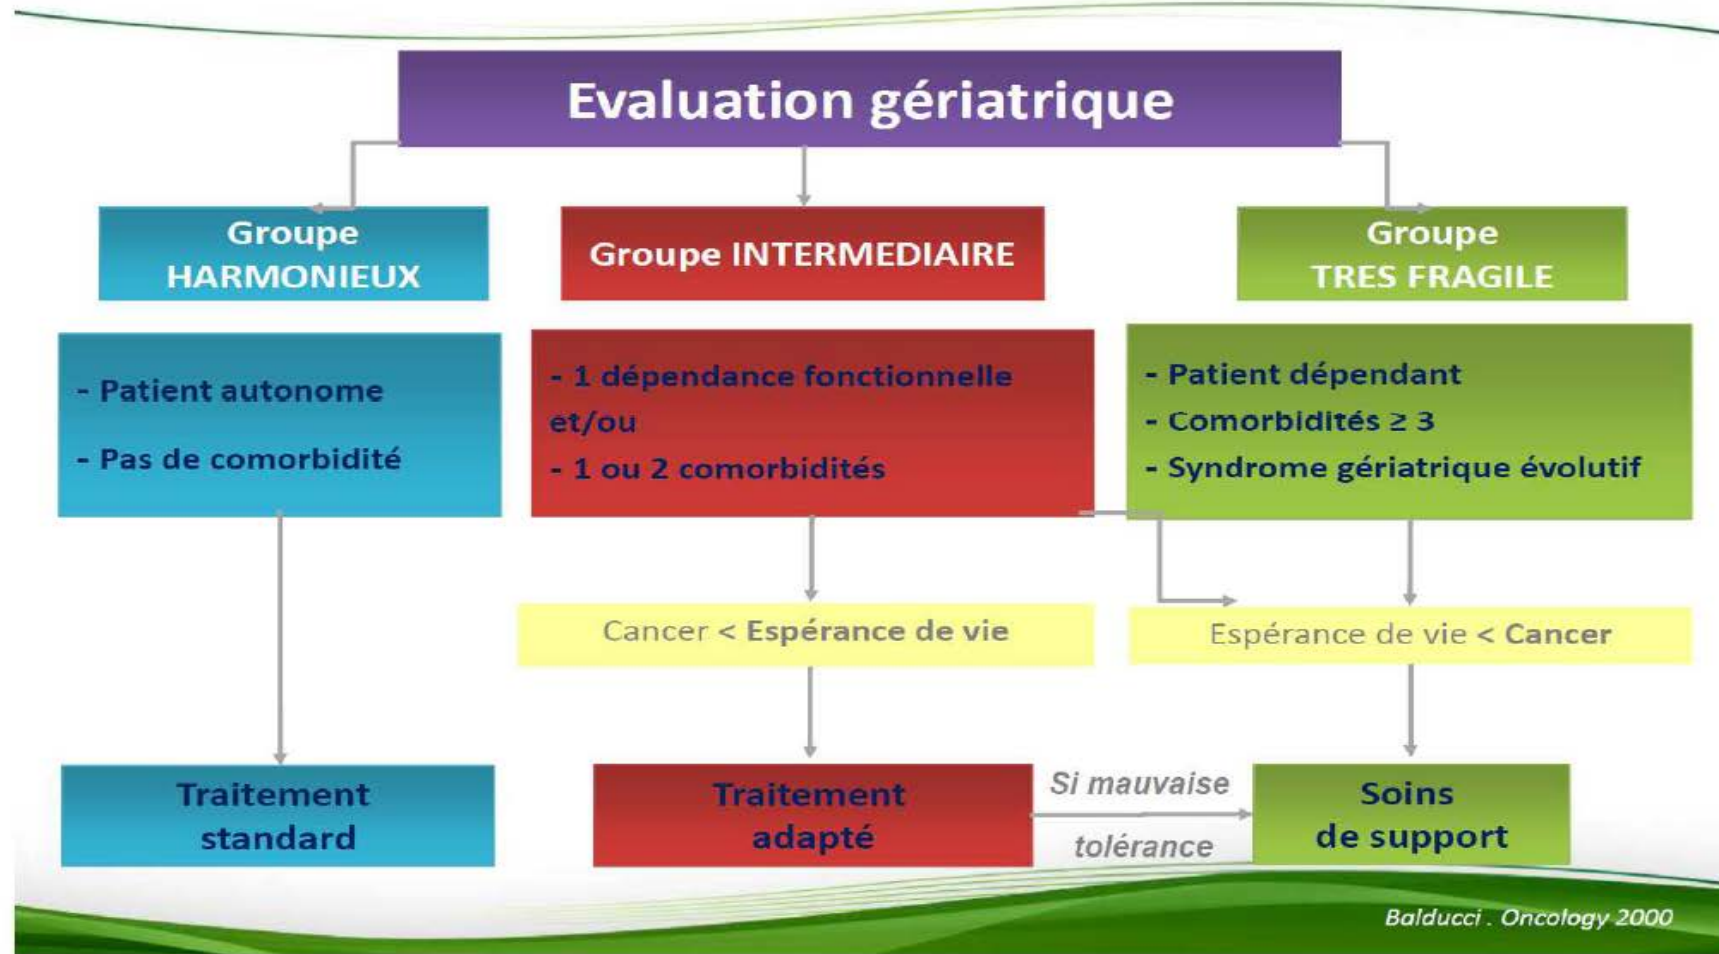 Evaluation gériatrique
Groupe
HARMONIEUX
Groupe INTERMEDIAIRE
Groupe
TRES FRAGILE
- Patient autonome
- Pas de comorbidité
- 1 dépendance fonctionnelle
et/ou
- 1 ou 2 comorbidités
- Patient dépendant
- Comorbidités ≥ 3
- Syndrome gériatrique évolutif
Cancer < Espérance de vie
Espérance de vie < Cancer
Traitement
standard
Traitement
adapté
Si mauvaise
tolérance
Soins
de support
Balducci . Oncology 2000